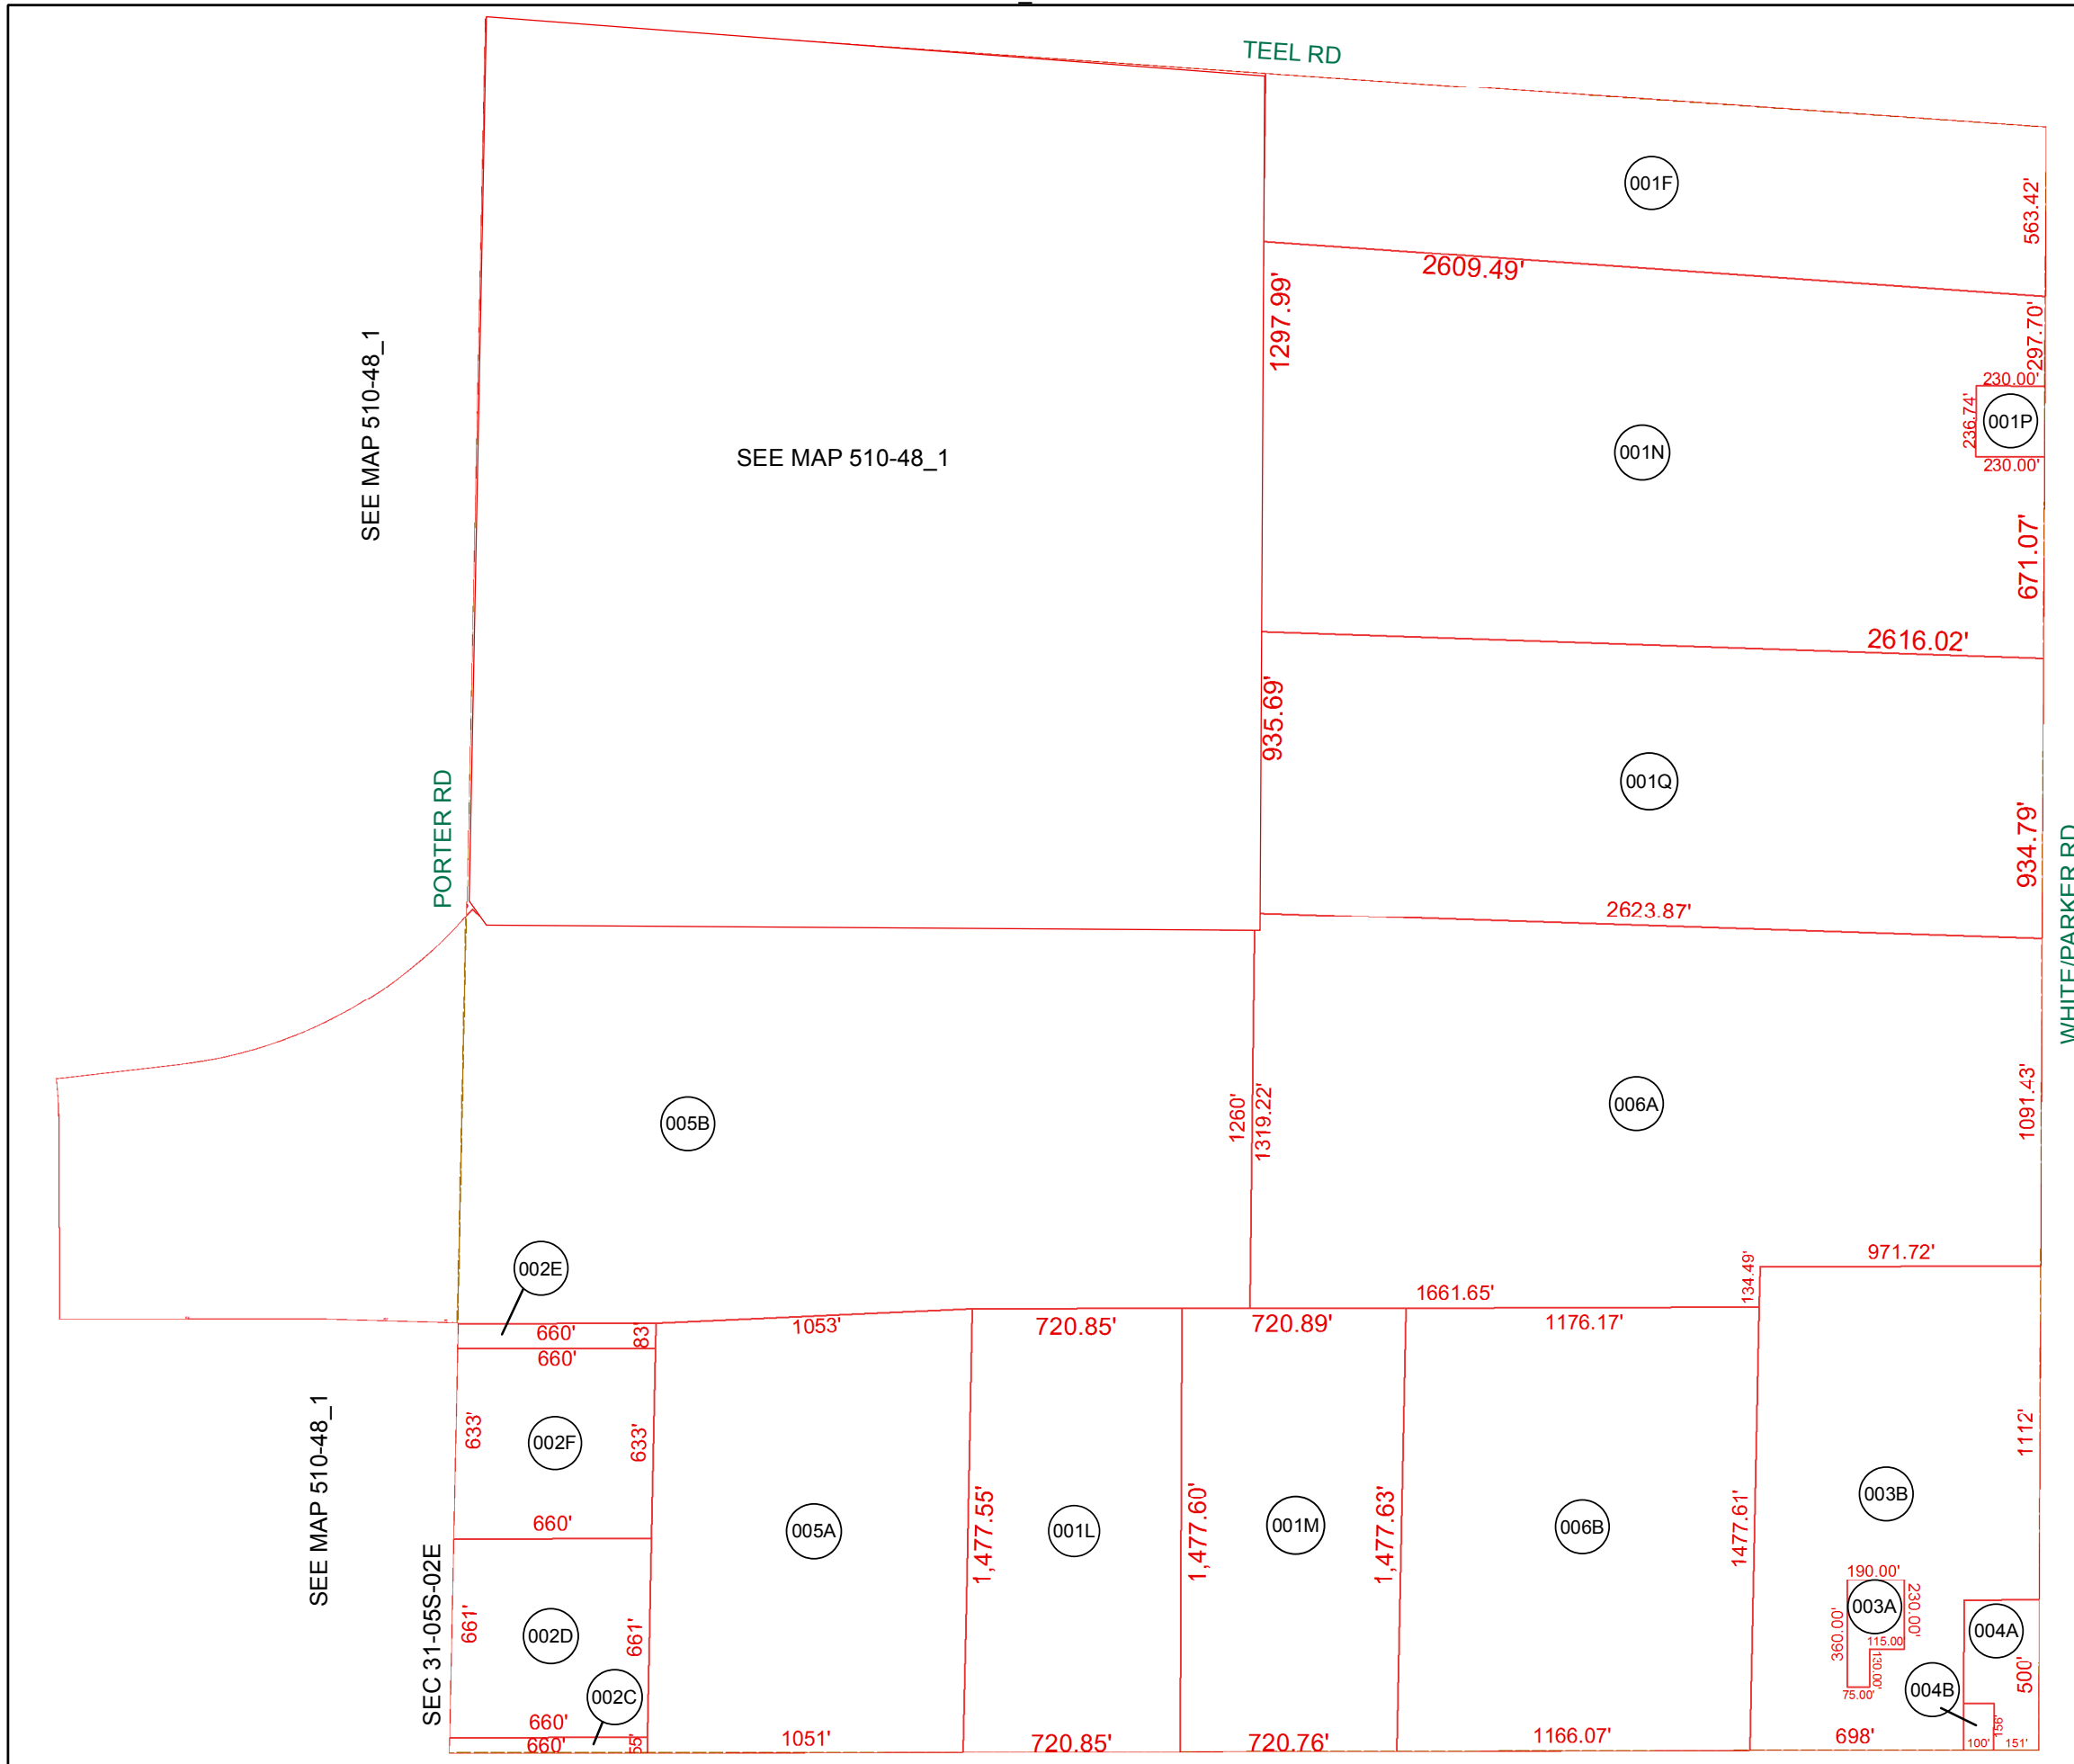 TEEL RD
001F
563.42'
2609.49'
1297.99'
297.70'
230.00'
236.74'
001P
230.00'
SEE MAP 510-48_1
SEE MAP 510-48_1
001N
671.07'
2616.02'
935.69'
001Q
934.79'
PORTER RD
WHITE/PARKER RD
2623.87'
005B
1260'
1319.22'
006A
1091.43'
002E
971.72'
134.49'
1661.65'
660'
83'
1053'
720.85'
720.89'
1176.17'
660'
633'
002F
633'
1112'
SEE MAP 510-48_1
660'
005A
1,477.55'
001L
1,477.60'
001M
1,477.63'
006B
1477.61'
003B
SEC 31-05S-02E
661'
002D
661'
190.00'
003A
230.00'
360.00'
115.00
130.00'
75.00'
004A
500'
004B
002C
660'
660'
55'
1051'
720.85'
720.76'
1166.07'
698'
156'
100'
151'